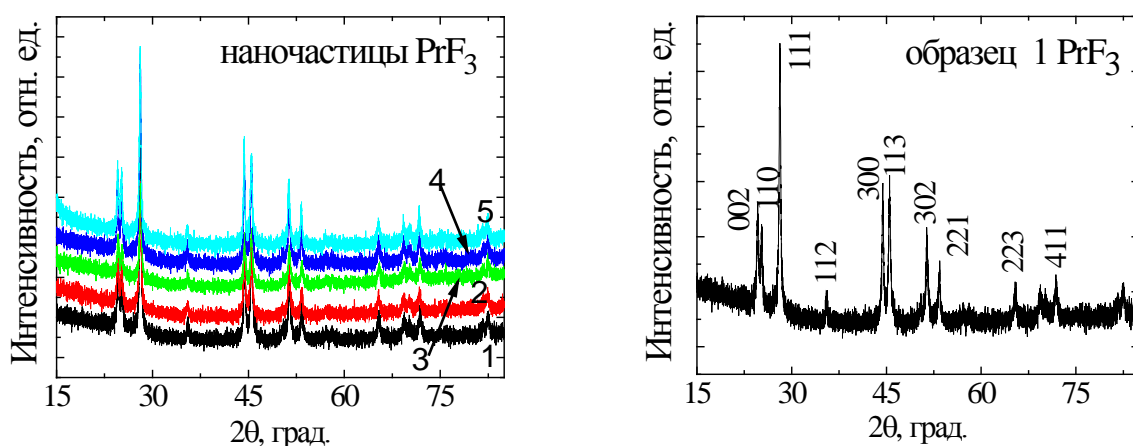 наночастицы PrF₃
Интенсивность, отн. ед.
4
5
2
3
1
15 30 45 60 75
2θ, град.
образец 1 PrF₃
Интенсивность, отн. ед.
002
110
111
112
300
113
302
221
223
411
15 30 45 60 75
2θ, град.